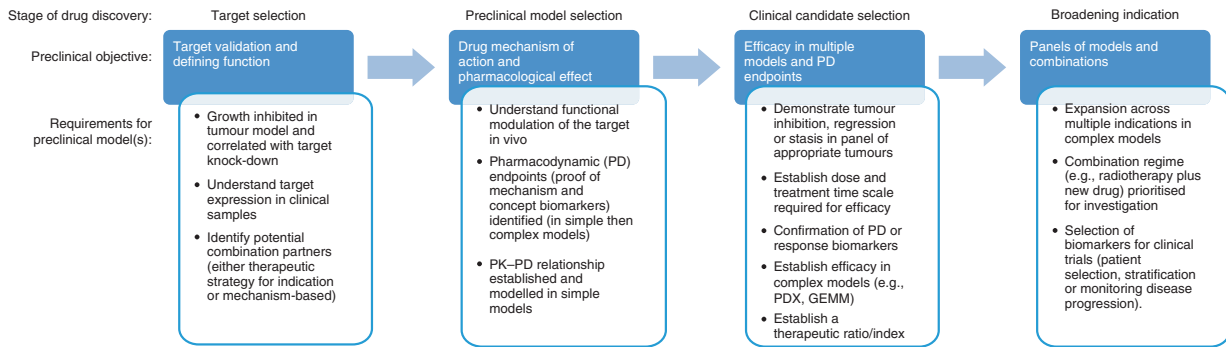 Stage of drug discovery:
Target selection
Preclinical model selection
Clinical candidate selection
Broadening indication
Preclinical objective:
Target validation and
defining function
Drug mechanism of
action and
pharmacological effect
Efficacy in multiple
models and PD
endpoints
Panels of models and
combinations
Requirements for
preclinical model(s):
• Growth inhibited in
tumour model and
correlated with target
knock-down
• Understand target
expression in clinical
samples
• Identify potential
combination partners
(either therapeutic
strategy for indication
or mechanism-based)
• Understand functional
modulation of the target
in vivo
• Pharmacodynamic (PD)
endpoints (proof of
mechanism and
concept biomarkers)
identified (in simple then
complex models)
• PK–PD relationship
established and
modelled in simple
models
• Demonstrate tumour
inhibition, regression
or stasis in panel of
appropriate tumours
• Establish dose and
treatment time scale
required for efficacy
• Confirmation of PD or
response biomarkers
• Establish efficacy in
complex models (e.g.,
PDX, GEMM)
• Establish a
therapeutic ratio/index
• Expansion across
multiple indications in
complex models
• Combination regime
(e.g., radiotherapy plus
new drug) prioritised
for investigation
• Selection of
biomarkers for clinical
trials (patient
selection, stratification
or monitoring disease
progression).